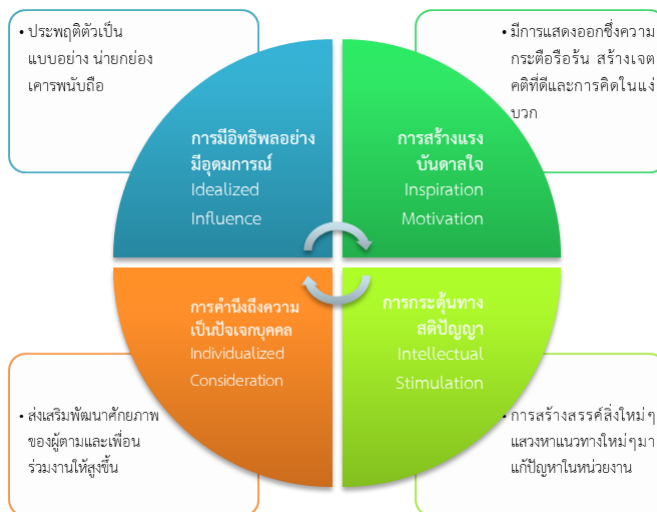 • ประพฤติตัวเป็น
แบบอย่าง น่ายกย่อง
เคารพนับถือ
• มีการแสดงออกซึ่งความ
กระตือรือร้น สร้างเจต
คติที่ดีและการคิดในแง่
บวก
การมีอิทธิพลอย่าง
มีอุดมการณ์
Idealized
Influence
การสร้างแรง
บันดาลใจ
Inspiration
Motivation
การคำนึงถึงความ
เป็นปัจเจกบุคคล
Individualized
Consideration
การกระตุ้นทาง
สติปัญญา
Intellectual
Stimulation
• ส่งเสริมพัฒนาศักยภาพ
ของผู้ตามและเพื่อน
ร่วมงานให้สูงขึ้น
• การสร้างสรรค์สิ่งใหม่ๆ
แสวงหาแนวทางใหม่ๆมา
แก้ปัญหาในหน่วยงาน